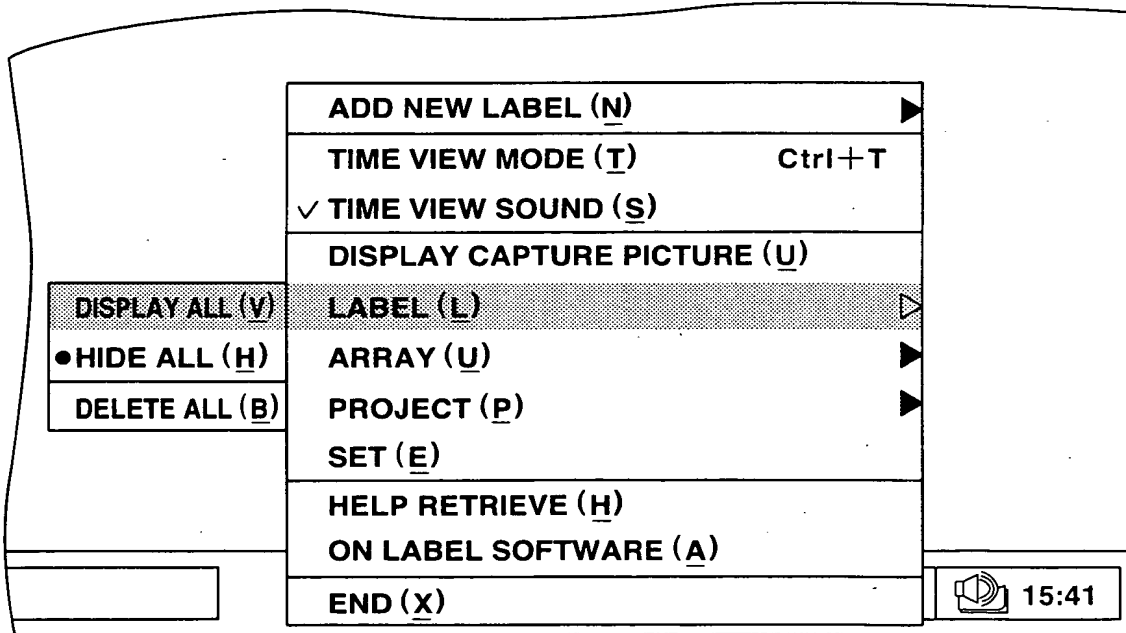 ADD NEW LABEL (N)
TIME VIEW MODE (T) Ctrl+T
✓ TIME VIEW SOUND (S)
DISPLAY CAPTURE PICTURE (U)
DISPLAY ALL (V) LABEL (L)
●HIDE ALL (H) ARRAY (U)
DELETE ALL (B) PROJECT (P)
SET (E)
HELP RETRIEVE (H)
ON LABEL SOFTWARE (A)
END (X) 15:41